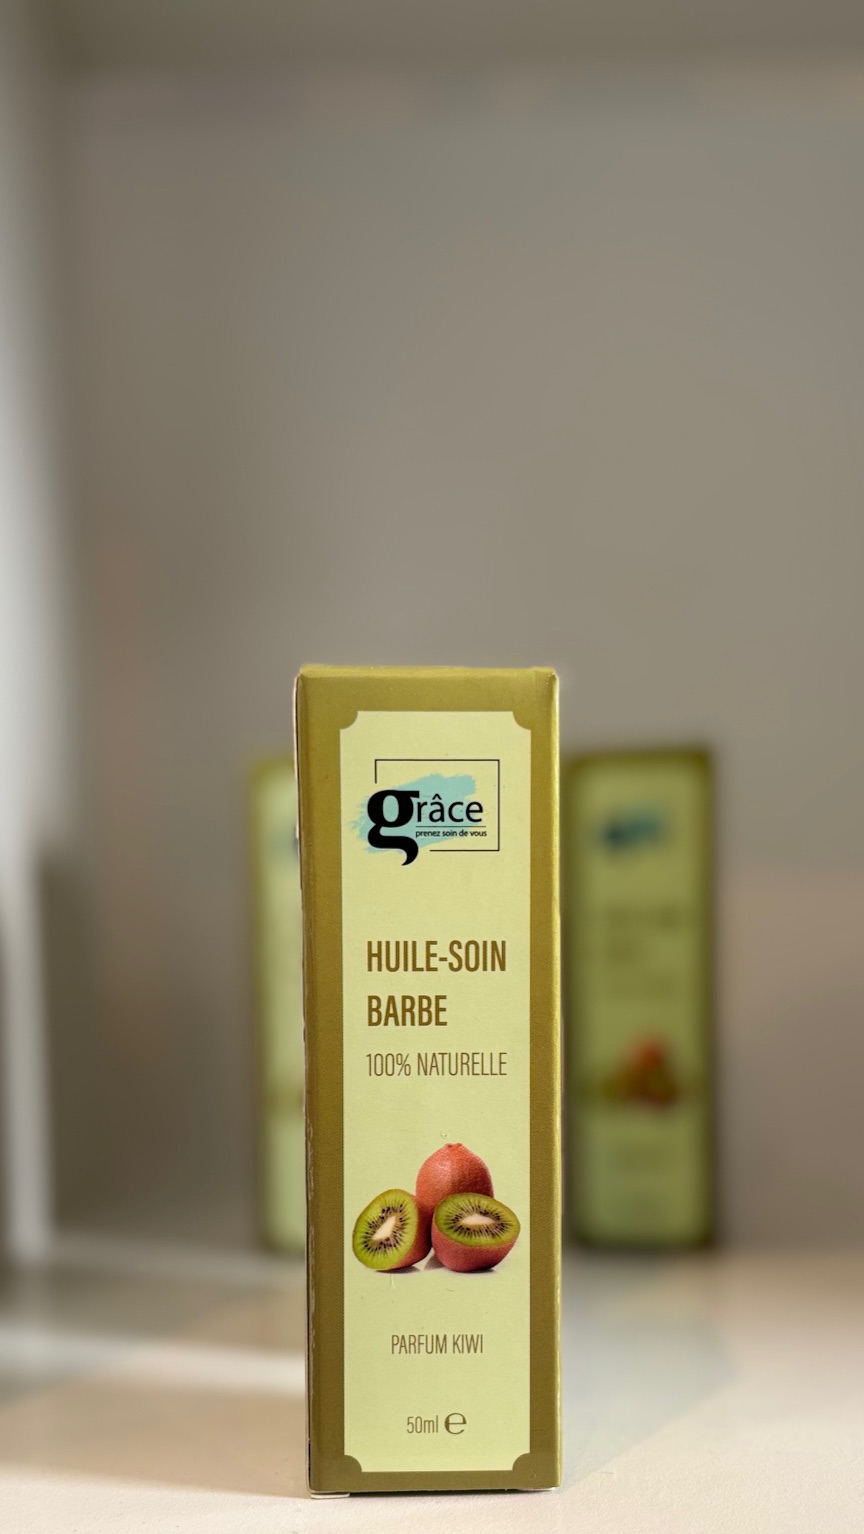 grâce
prenez soin de vous
HUILE-SOIN
BARBE
100% NATURELLE
PARFUM KIWI
50ml ℮